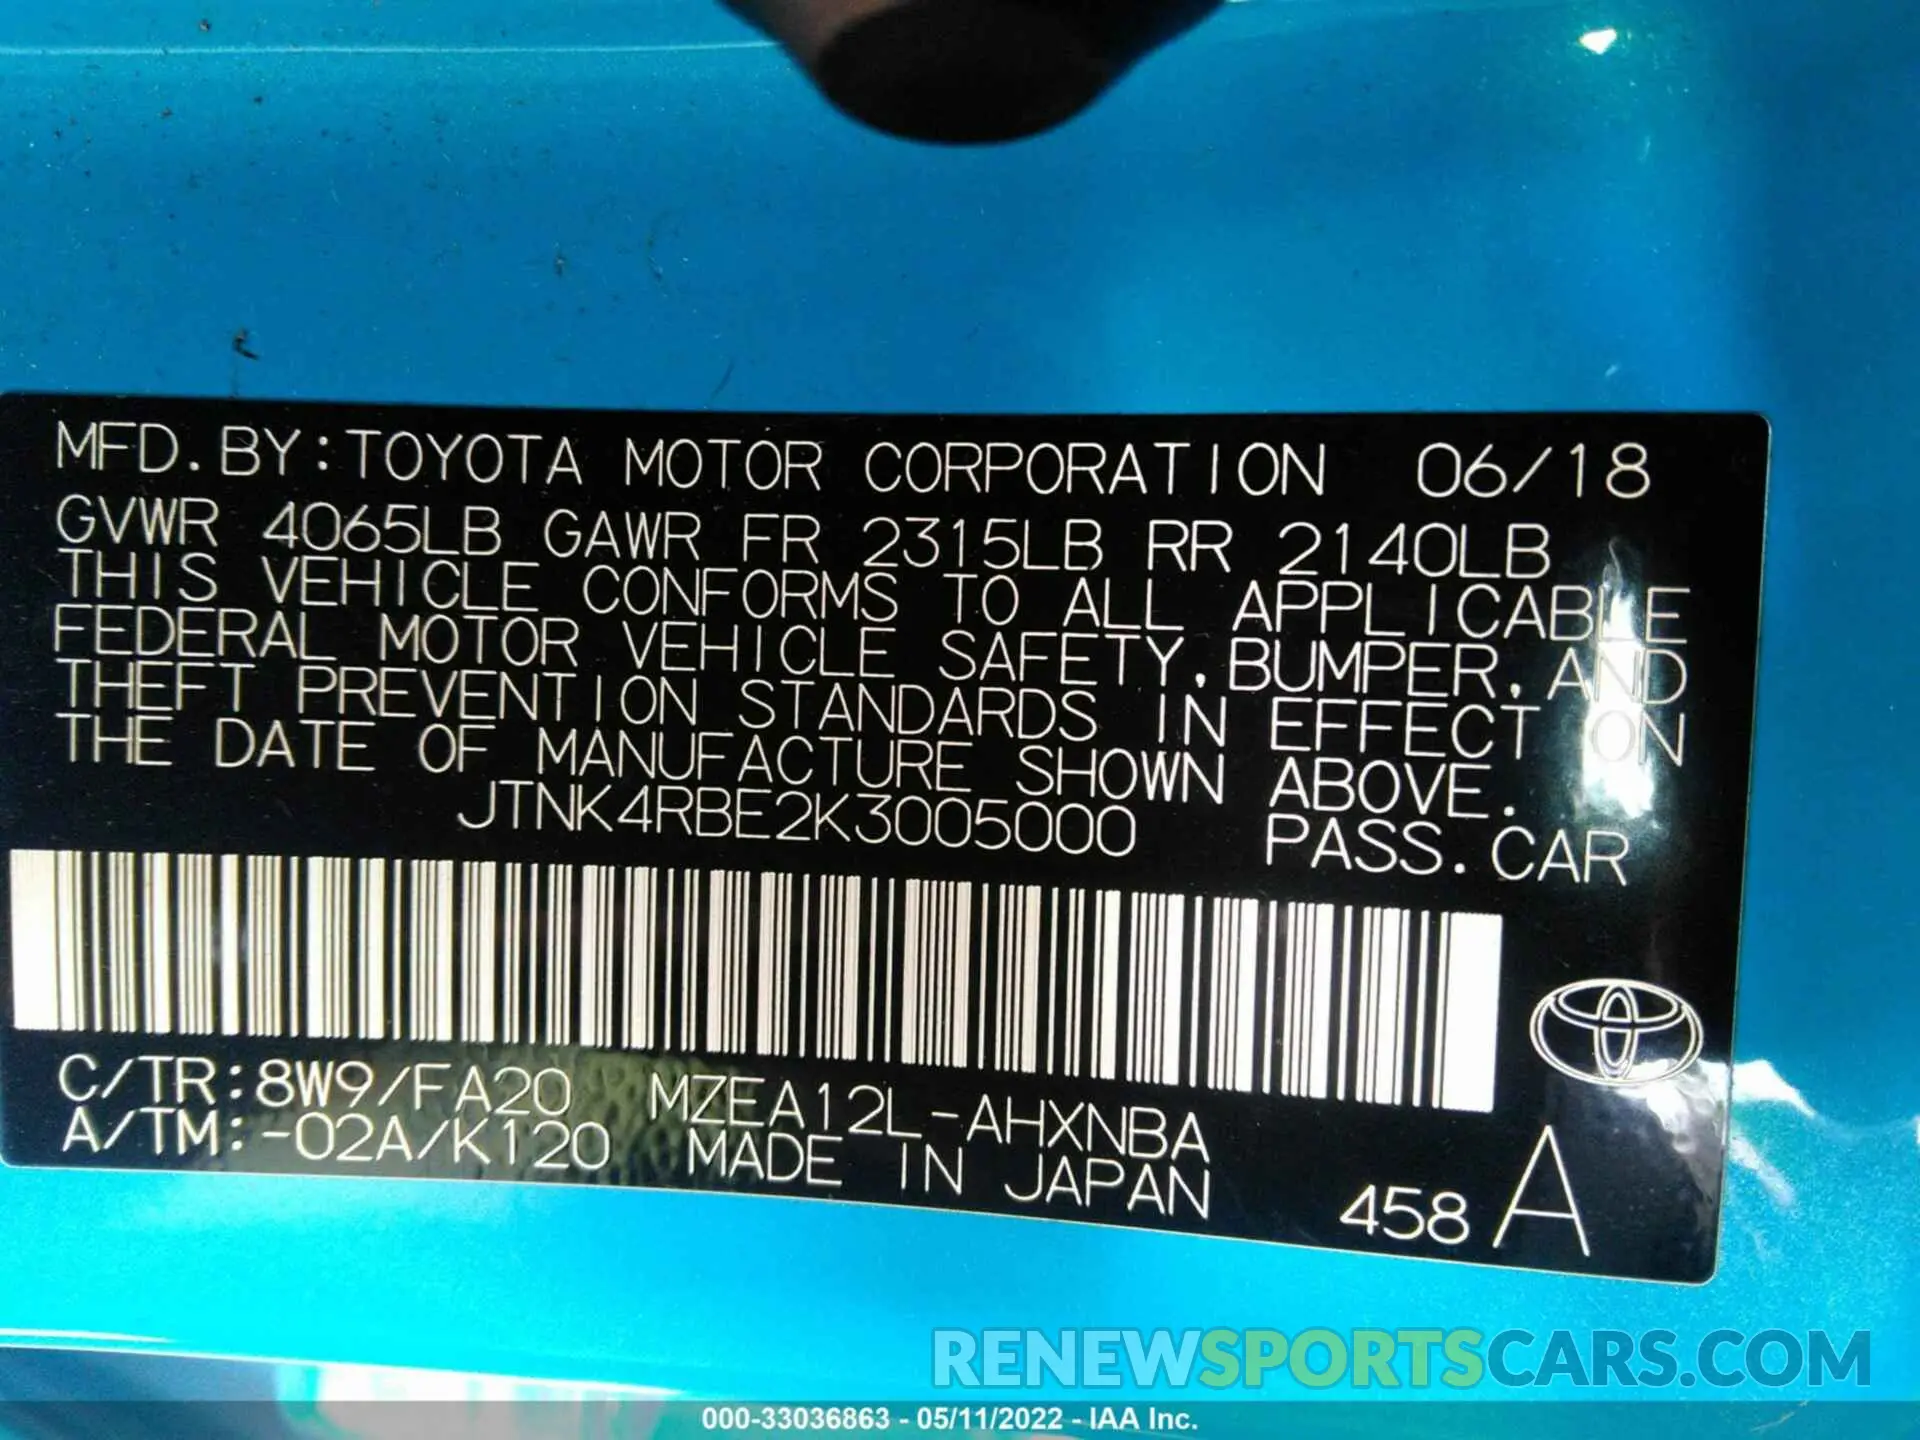 MFD. BY: TOYOTA MOTOR CORPORATION 06/18
GVWR 4065LB GAWR FR 2315LB RR 2140LB
THIS VEHICLE CONFORMS TO ALL APPLICABLE
FEDERAL MOTOR VEHICLE SAFETY, BUMPER, AND
THEFT PREVENTION STANDARDS IN EFFECT ON
THE DATE OF MANUFACTURE SHOWN ABOVE.
JTNK4RBE2K3005000 PASS. CAR
C/TR: 8W9/FA20 MZEA12L-AHXNBA
A/TM: -02A/K120 MADE IN JAPAN
458 A
RENEWSPORTSCARS.COM
000-33036863 - 05/11/2022 - IAA Inc.